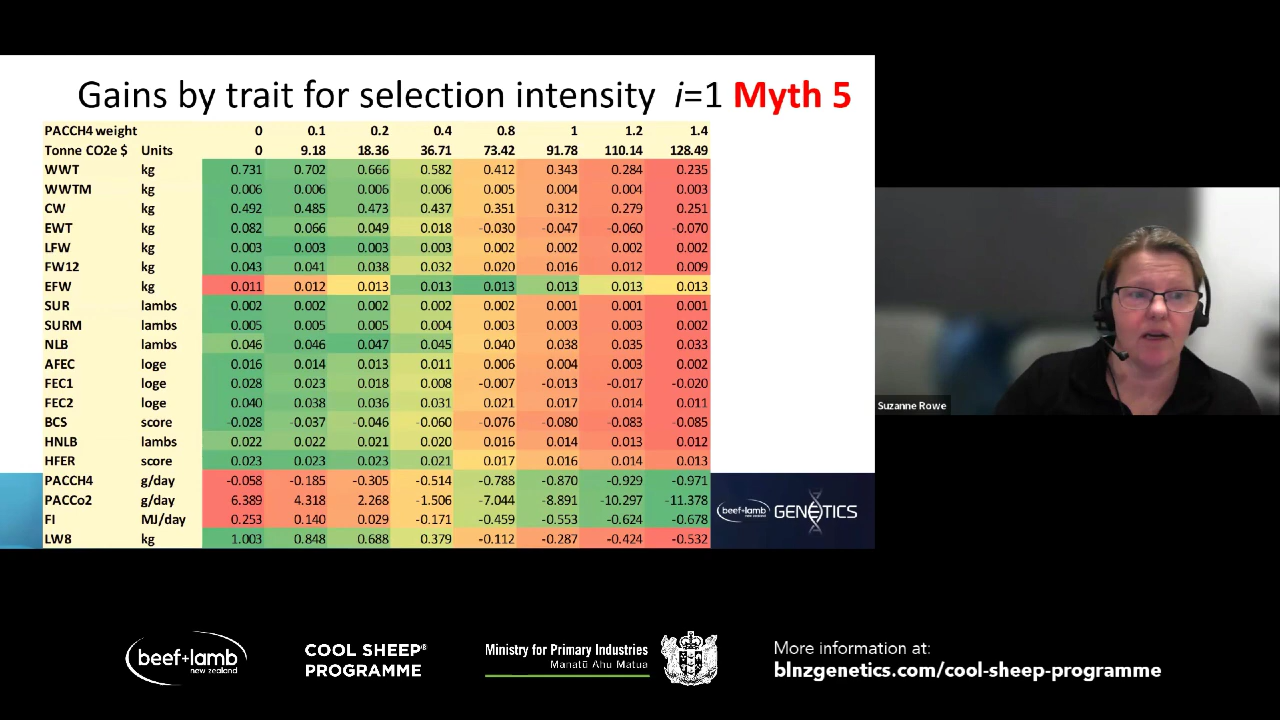 Gains by trait for selection intensity i=1 Myth 5
PACCH4 weight 0 0.1 0.2 0.4 0.8 1 1.2 1.4
Tonne CO2e $ Units 0 9.18 18.36 36.71 73.42 91.78 110.14 128.49
WWT kg 0.731 0.702 0.666 0.582 0.412 0.343 0.284 0.235
WWTM kg 0.006 0.006 0.006 0.006 0.005 0.004 0.004 0.003
CW kg 0.492 0.485 0.473 0.437 0.351 0.312 0.279 0.251
EWT kg 0.082 0.066 0.049 0.018 -0.030 -0.047 -0.060 -0.070
LFW kg 0.003 0.003 0.003 0.003 0.002 0.002 0.002 0.002
FW12 kg 0.043 0.041 0.038 0.032 0.020 0.016 0.012 0.009
EFW kg 0.011 0.012 0.013 0.013 0.013 0.013 0.013 0.013
SUR lambs 0.002 0.002 0.002 0.002 0.002 0.001 0.001 0.001
SURM lambs 0.005 0.005 0.005 0.004 0.003 0.003 0.003 0.002
NLB lambs 0.046 0.046 0.047 0.045 0.040 0.038 0.035 0.033
AFEC loge 0.016 0.014 0.013 0.011 0.006 0.004 0.003 0.002
FEC1 loge 0.028 0.023 0.018 0.008 -0.007 -0.013 -0.017 -0.020
FEC2 loge 0.040 0.038 0.036 0.031 0.021 0.017 0.014 0.011
BCS score -0.028 -0.037 -0.046 -0.060 -0.076 -0.080 -0.083 -0.085
HNLB lambs 0.022 0.022 0.021 0.020 0.016 0.014 0.013 0.012
HFER score 0.023 0.023 0.023 0.021 0.017 0.016 0.014 0.013
PACCH4 g/day -0.058 -0.185 -0.305 -0.514 -0.788 -0.870 -0.929 -0.971
PACCo2 g/day 6.389 4.318 2.268 -1.506 -7.044 -8.891 -10.297 -11.378
FI MJ/day 0.253 0.140 0.029 -0.171 -0.459 -0.553 -0.624 -0.678
LW8 kg 1.003 0.848 0.688 0.379 -0.112 -0.287 -0.424 -0.532
beef+lamb new zealand GENETICS
Suzanne Rowe
beef+lamb
new zealand
COOL SHEEP®
PROGRAMME
Ministry for Primary Industries
Manatū Ahu Matua
More information at:
blnzgenetics.com/cool-sheep-programme